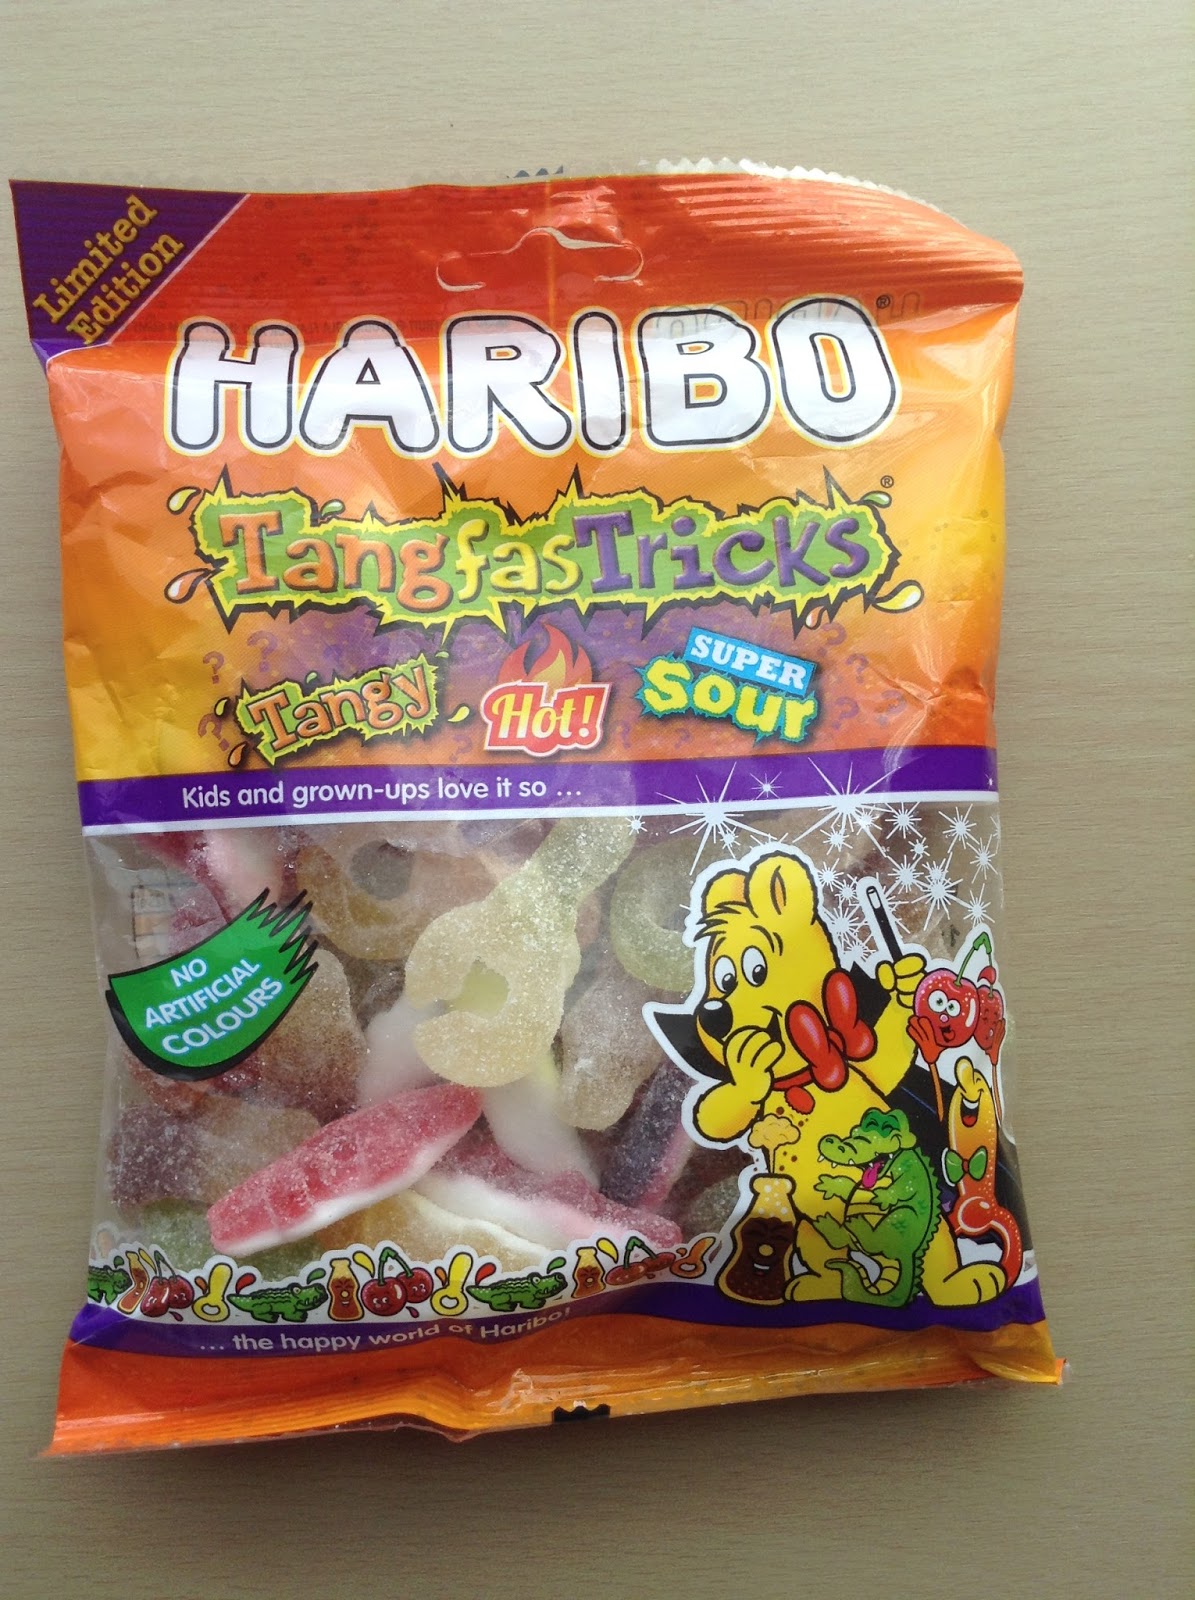 Limited
Edition
HARIBO®
TangfasTricks®
Tangy
Hot!
SUPER
Sour
Kids and grown-ups love it so ...
NO
ARTIFICIAL
COLOURS
... the happy world of Haribo!